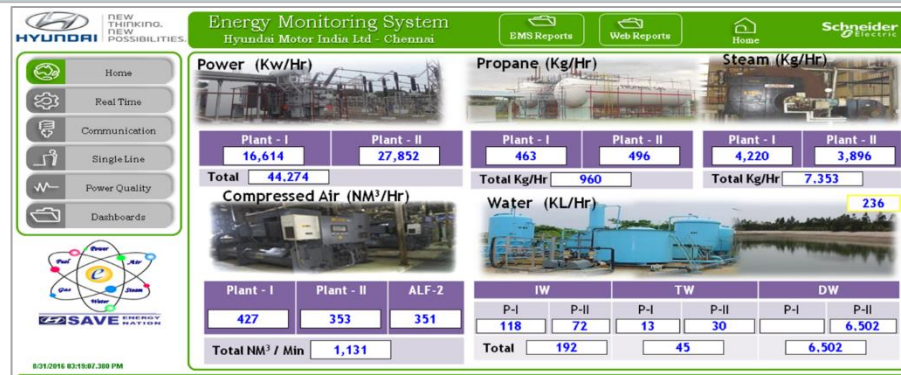 HYUNDAI
NEW
THINKING.
NEW
POSSIBILITIES.
Energy Monitoring System
Hyundai Motor India Ltd - Chennai
EMS Reports
Web Reports
Home
Schneider
Electric
Home
Real Time
Communication
Single Line
Power Quality
Dashboards
Power (Kw/Hr)
Plant - I Plant - II
16,614 27,852
Total 44.274
Propane (Kg/Hr)
Plant - I Plant - II
463 496
Total Kg/Hr 960
Steam (Kg/Hr)
Plant - I Plant - II
4,220 3,896
Total Kg/Hr 7.353
Compressed Air (NM³/Hr)
Plant - I Plant - II ALF-2
427 353 351
Total NM³ / Min 1,131
Water (KL/Hr)
236
IW TW DW
P-I P-II P-I P-II P-I P-II
118 72 13 30 6.502
Total 192 45 6.502
Power
Fuel Air
e
Gas Steam
Water
SAVE ENERGY
NATION
8/31/2016 03:19:07.380 PM